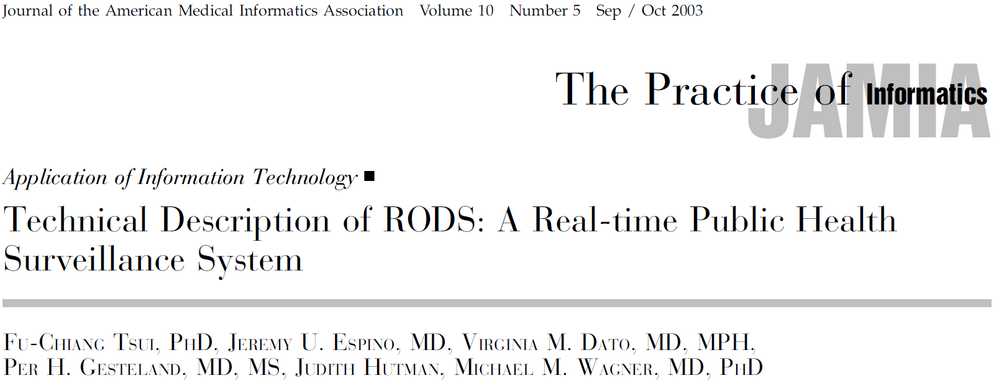 Journal of the American Medical Informatics Association Volume 10 Number 5 Sep / Oct 2003
JAMIA
The Practice of Informatics
Application of Information Technology ■
Technical Description of RODS: A Real-time Public Health
Surveillance System
FU-CHIANG TSUI, PHD, JEREMY U. ESPINO, MD, VIRGINIA M. DATO, MD, MPH,
PER H. GESTELAND, MD, MS, JUDITH HUTMAN, MICHAEL M. WAGNER, MD, PHD